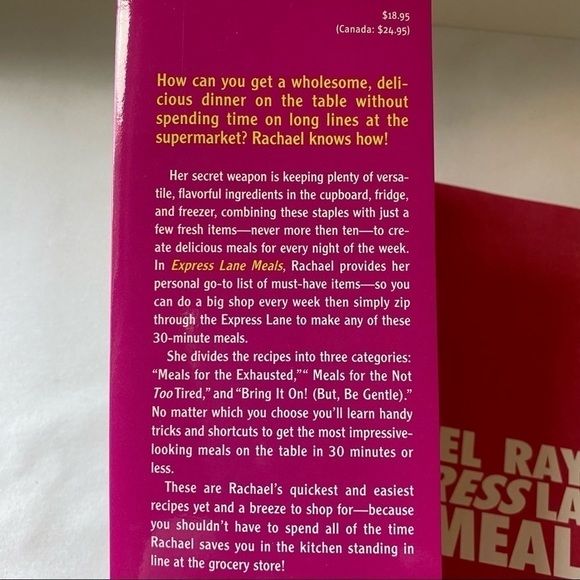 $18.95
(Canada: $24.95)
How can you get a wholesome, deli-
cious dinner on the table without
spending time on long lines at the
supermarket? Rachael knows how!
Her secret weapon is keeping plenty of versa-
tile, flavorful ingredients in the cupboard, fridge,
and freezer, combining these staples with just a
few fresh items—never more then ten—to cre-
ate delicious meals for every night of the week.
In Express Lane Meals, Rachael provides her
personal go-to list of must-have items—so you
can do a big shop every week then simply zip
through the Express Lane to make any of these
30-minute meals.
She divides the recipes into three categories:
“Meals for the Exhausted,”“ Meals for the Not
Too Tired,” and “Bring It On! (But, Be Gentle).”
No matter which you choose you’ll learn handy
tricks and shortcuts to get the most impressive-
looking meals on the table in 30 minutes or
less.
These are Rachael’s quickest and easiest
recipes yet and a breeze to shop for—because
you shouldn’t have to spend all of the time
Rachael saves you in the kitchen standing in
line at the grocery store!
EL RAY
RESS LA
MEAL